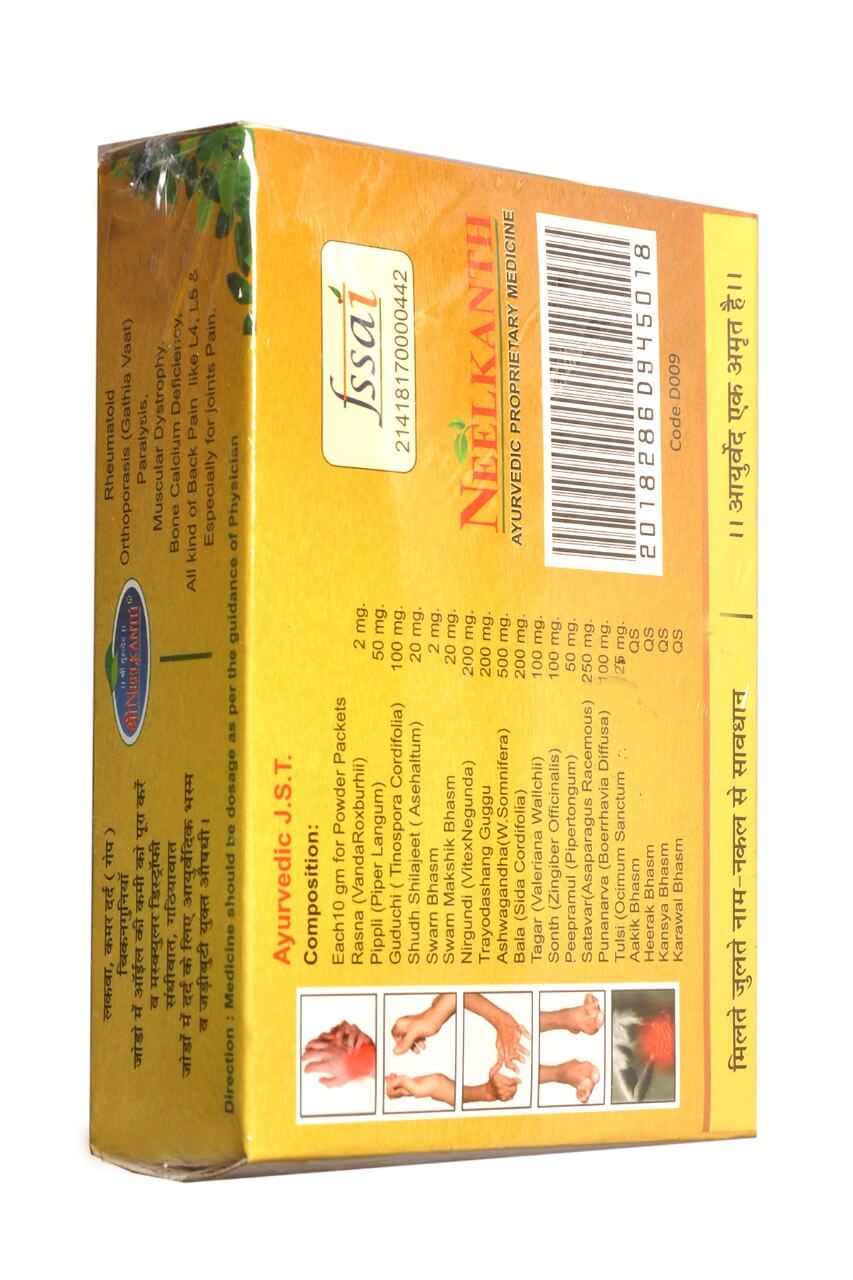 लकवा, कमर दर्द ( गेप )
चिकनगुनियाँ
जोडो में ऑईल की कमी को पूरा करें
व मस्क्युलर डिस्ट्रॉफी
संधीवात, गठियावात
जोडों में दर्द के लिए आयुर्वेदिक भस्म
व जड़ीबुटी युक्त औषधी।
।। श्री गुरुदेव ।।
श्री NEELKANTH
Rheumatoid
Orthoporasis (Gathia Vaat)
Paralysis,
Muscular Dystrophy
Bone Calcium Deficiency,
All kind of Back Pain like L4, L5 &
Especially for joints Pain.
Direction : Medicine should be dosage as per the guidance of Physician
Ayurvedic J.S.T.
Composition:
Each10 gm for Powder Packets
Rasna (VandaRoxburhii) 2 mg.
Pippli (Piper Langum) 50 mg.
Guduchi ( Tinospora Cordifolia) 100 mg.
Shudh Shilajeet ( Asehaltum) 20 mg.
Swarn Bhasm 2 mg.
Swam Makshik Bhasm 20 mg.
Nirgundi (VitexNegunda) 200 mg.
Trayodashang Guggu 200 mg.
Ashwagandha(W.Somnifera) 500 mg.
Bala (Sida Cordifolia) 200 mg.
Tagar (Valeriana Wallchii) 100 mg.
Sonth (Zingiber Officinalis) 100 mg.
Peepramul (Pipertongum) 50 mg.
Satavar(Asaparagus Racemous) 250 mg.
Punanarva (Boerrhavia Diffusa) 100 mg.
Tulsi (Ocimum Sanctum 25 mg.
Aakik Bhasm QS
Heerak Bhasm QS
Kansya Bhasm QS
Karawal Bhasm QS
fssai
21418170000442
NEELKANTH
AYURVEDIC PROPRIETARY MEDICINE
2018286D945018
Code D009
मिलते जुलते नाम-नकल से सावधान
।। आयुर्वेद एक अमृत है।।